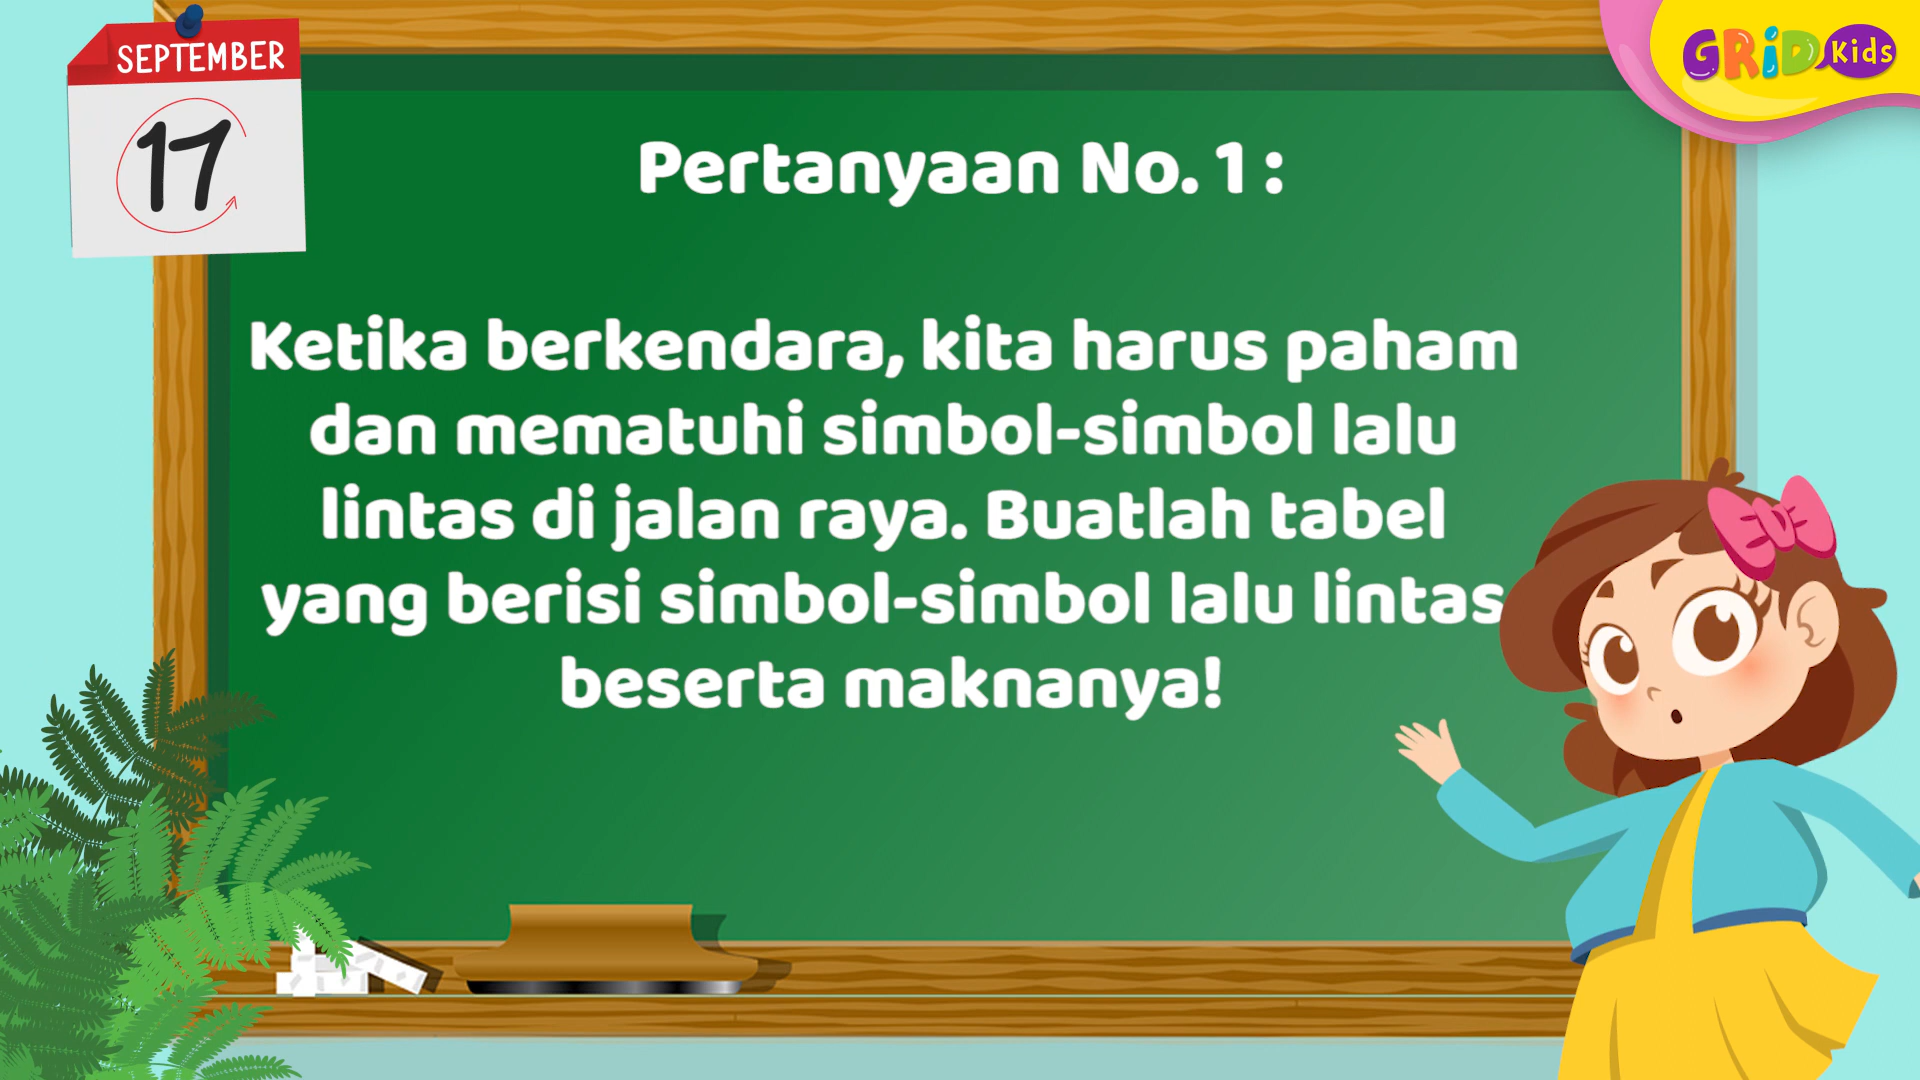 SEPTEMBER
17
GRiD Kids
Pertanyaan No. 1 :
Ketika berkendara, kita harus paham
dan mematuhi simbol-simbol lalu
lintas di jalan raya. Buatlah tabel
yang berisi simbol-simbol lalu lintas
beserta maknanya!